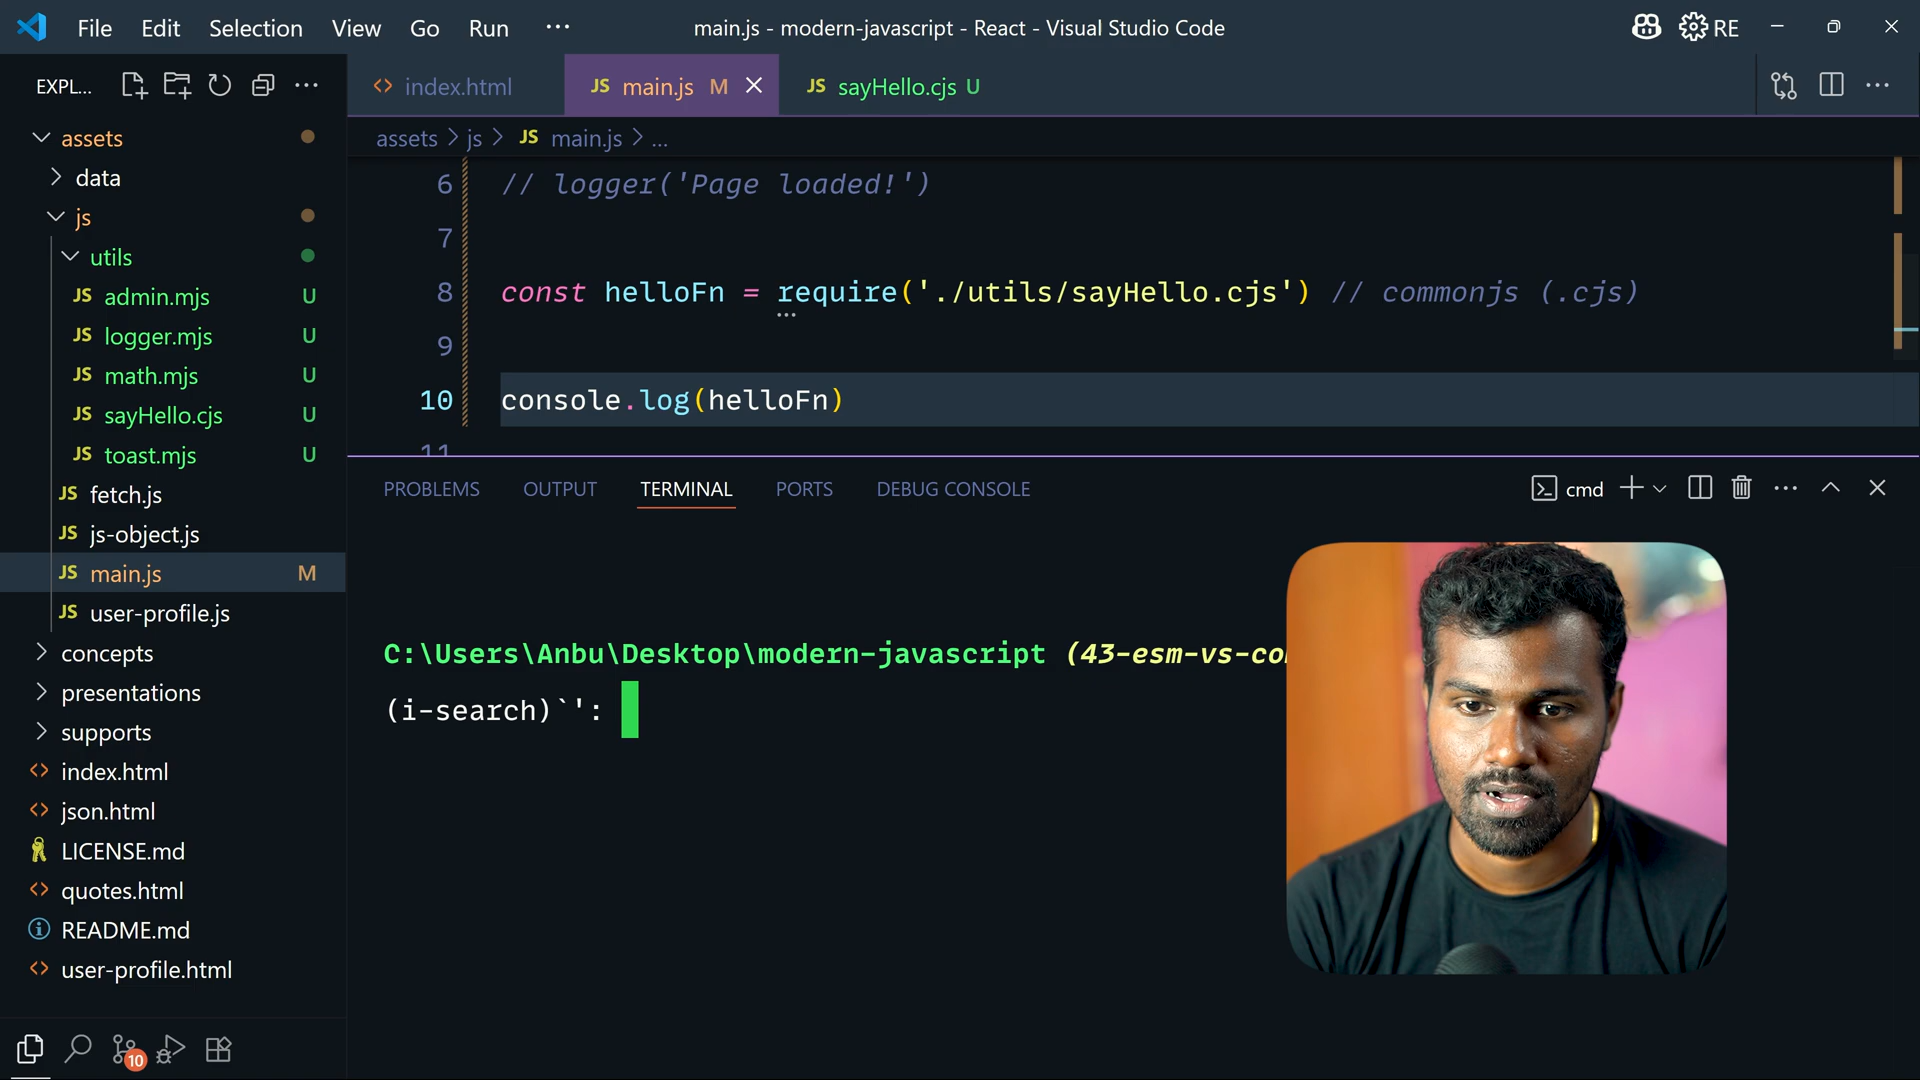 File Edit Selection View Go Run ...
main.js - modern-javascript - React - Visual Studio Code
RE
EXPL...
index.html
JS main.js M
JS sayHello.cjs U
assets > js > JS main.js > ...
assets
data
js
utils
JS admin.mjs U
JS logger.mjs U
JS math.mjs U
JS sayHello.cjs U
JS toast.mjs U
JS fetch.js
JS js-object.js
JS main.js M
JS user-profile.js
concepts
presentations
supports
index.html
json.html
LICENSE.md
quotes.html
README.md
user-profile.html
10
6 // logger('Page loaded!')
7
8 const helloFn = require('./utils/sayHello.cjs') // commonjs (.cjs)
9
10 console.log(helloFn)
11
PROBLEMS OUTPUT TERMINAL PORTS DEBUG CONSOLE
cmd
C:\Users\Anbu\Desktop\modern-javascript (43-esm-vs-co
(i-search)`':